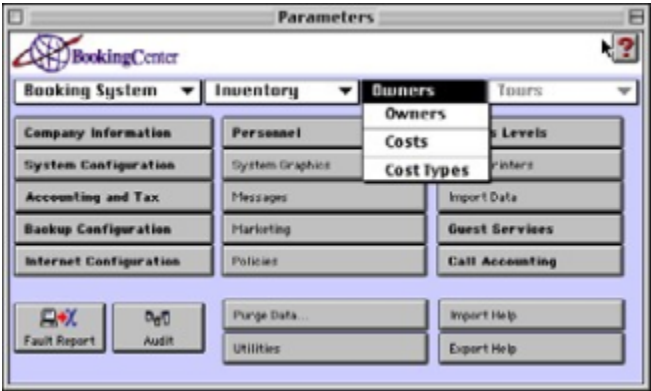 Parameters
BookingCenter
?
Booking System Inventory Owners Tours
Owners
Costs
Cost Types
Company Information Personnel s Levels
System Configuration System Graphics rinters
Accounting and Tax Messages Import Data
Backup Configuration Marketing Guest Services
Internet Configuration Policies Call Accounting
Fault Report Audit Purge Data... Import Help
Utilities Export Help